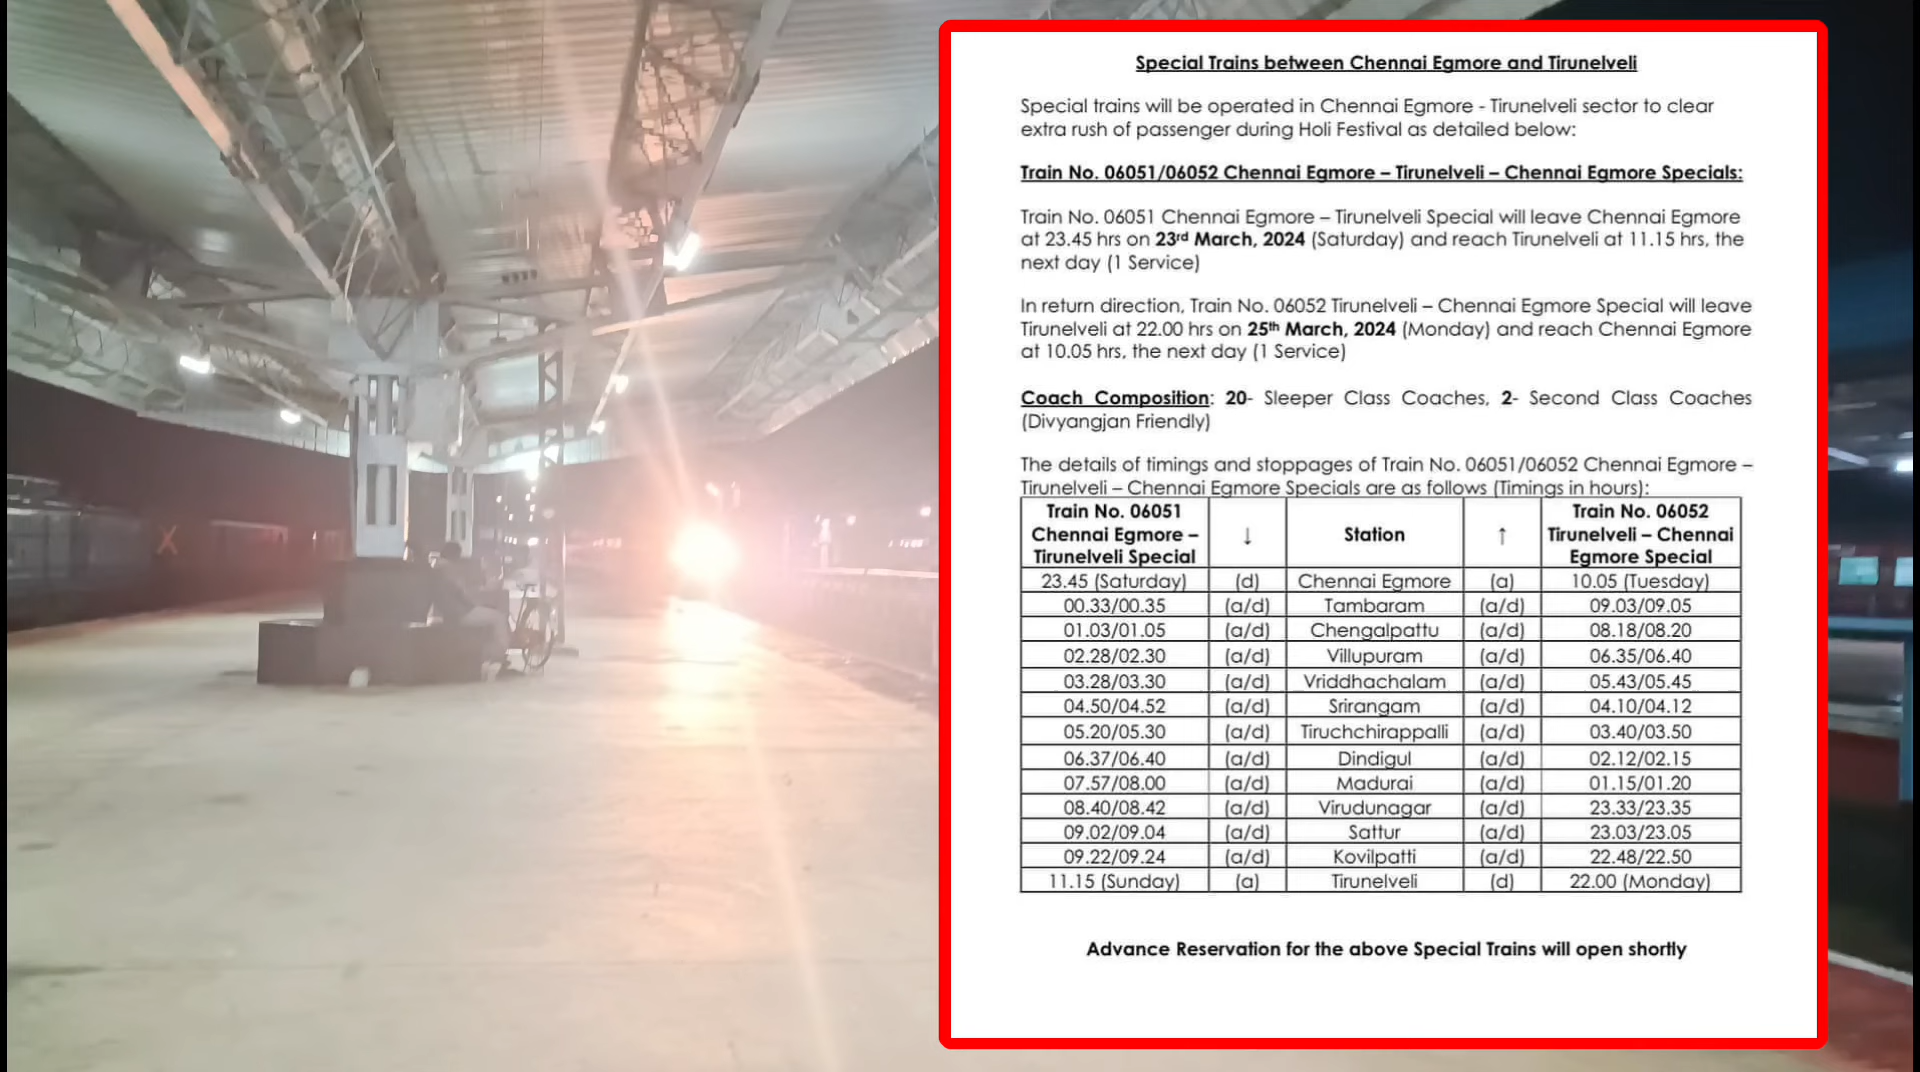 Special Trains between Chennai Egmore and Tirunelveli
Special trains will be operated in Chennai Egmore - Tirunelveli sector to clear
extra rush of passenger during Holi Festival as detailed below:
Train No. 06051/06052 Chennai Egmore – Tirunelveli – Chennai Egmore Specials:
Train No. 06051 Chennai Egmore – Tirunelveli Special will leave Chennai Egmore
at 23.45 hrs on 23rd March, 2024 (Saturday) and reach Tirunelveli at 11.15 hrs, the
next day (1 Service)
In return direction, Train No. 06052 Tirunelveli – Chennai Egmore Special will leave
Tirunelveli at 22.00 hrs on 25th March, 2024 (Monday) and reach Chennai Egmore
at 10.05 hrs, the next day (1 Service)
Coach Composition: 20- Sleeper Class Coaches, 2- Second Class Coaches
(Divyangjan Friendly)
The details of timings and stoppages of Train No. 06051/06052 Chennai Egmore –
Tirunelveli – Chennai Egmore Specials are as follows (Timings in hours):
Train No. 06051 Chennai Egmore – Tirunelveli Special ↓ Station ↑ Train No. 06052 Tirunelveli – Chennai Egmore Special
23.45 (Saturday) (d) Chennai Egmore (a) 10.05 (Tuesday)
00.33/00.35 (a/d) Tambaram (a/d) 09.03/09.05
01.03/01.05 (a/d) Chengalpattu (a/d) 08.18/08.20
02.28/02.30 (a/d) Villupuram (a/d) 06.35/06.40
03.28/03.30 (a/d) Vriddhachalam (a/d) 05.43/05.45
04.50/04.52 (a/d) Srirangam (a/d) 04.10/04.12
05.20/05.30 (a/d) Tiruchchirappalli (a/d) 03.40/03.50
06.37/06.40 (a/d) Dindigul (a/d) 02.12/02.15
07.57/08.00 (a/d) Madurai (a/d) 01.15/01.20
08.40/08.42 (a/d) Virudunagar (a/d) 23.33/23.35
09.02/09.04 (a/d) Sattur (a/d) 23.03/23.05
09.22/09.24 (a/d) Kovilpatti (a/d) 22.48/22.50
11.15 (Sunday) (a) Tirunelveli (d) 22.00 (Monday)
Advance Reservation for the above Special Trains will open shortly